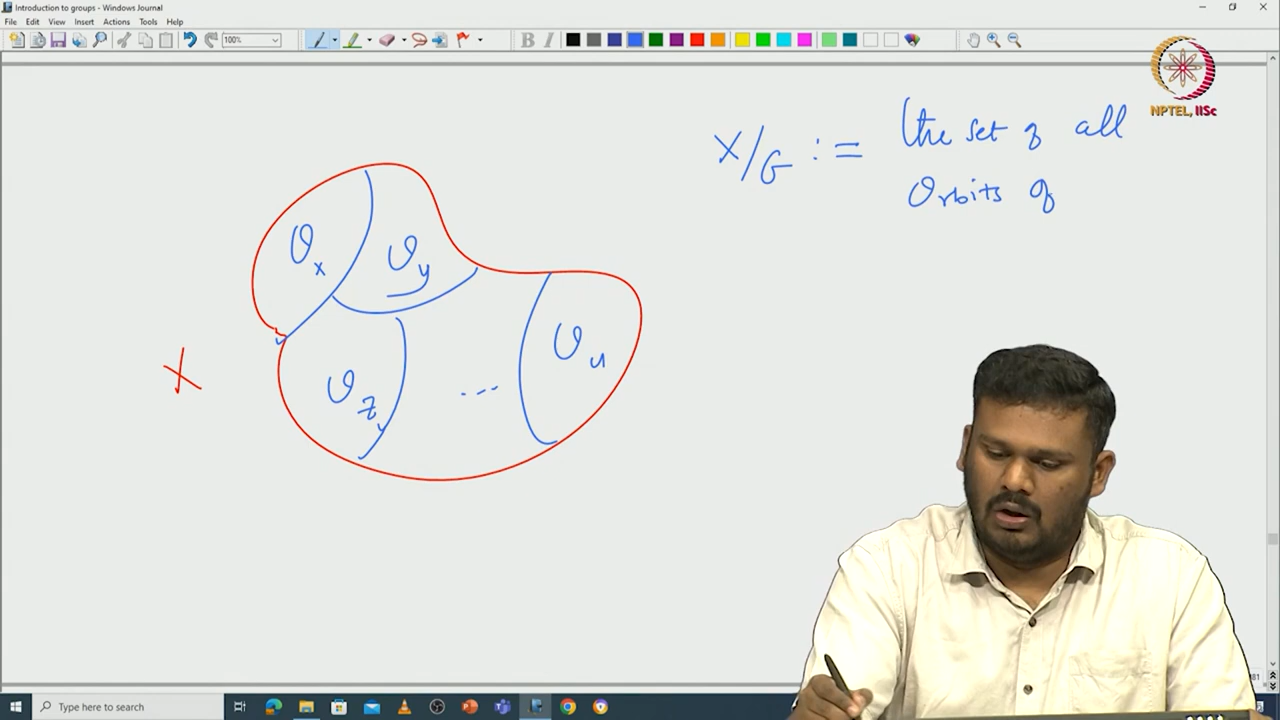 Introduction to groups - Windows Journal
File Edit View Insert Actions Tools Help
100%
B I
NPTEL, IISc
X/G := the set of all
Orbits of
O_x O_y
X O_z ... O_u
81
Type here to search